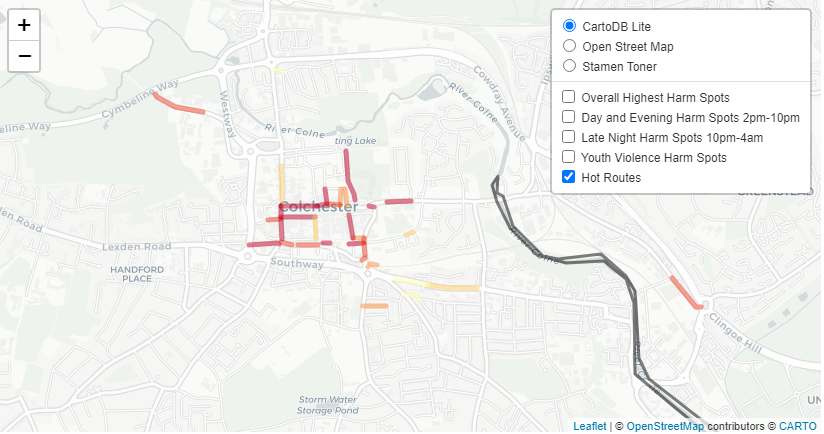 +
−
CartoDB Lite
Open Street Map
Stamen Toner
Overall Highest Harm Spots
Day and Evening Harm Spots 2pm-10pm
Late Night Harm Spots 10pm-4am
Youth Violence Harm Spots
Hot Routes
Cymbeline Way
eline Way
Westway
River Colne
River Colne
Cowdray Avenue
Ipsw
ting Lake
GREENSTEAD
Colchester
den Road
Lexden Road
HANDFORD
PLACE
Southway
River Colne
Clingoe Hill
Storm Water
Storage Pond
UN
Leaflet | © OpenStreetMap contributors © CARTO